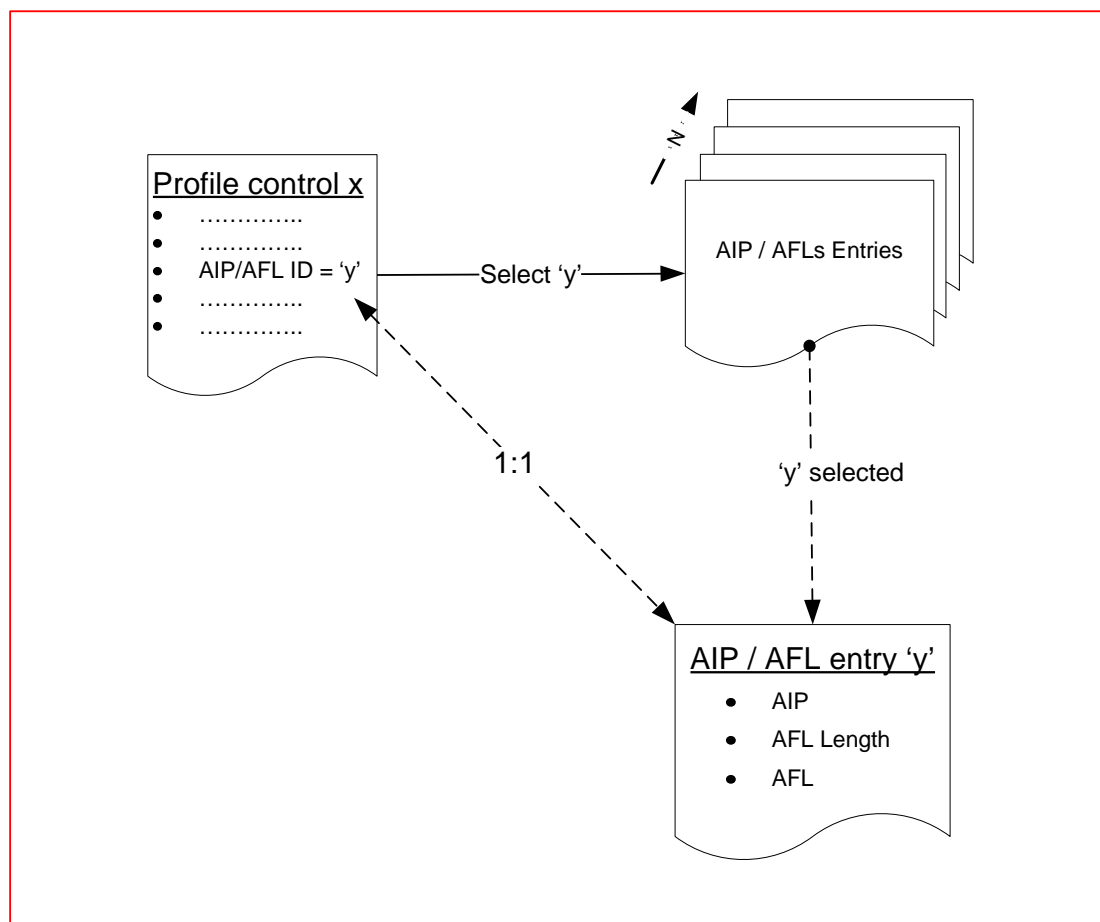 Profile control x
• …………..
• …………..
• AIP/AFL ID = ‘y’
• …………..
• …………..
Select ‘y’
‘N’
AIP / AFLs Entries
1:1
‘y’ selected
AIP / AFL entry ‘y’
• AIP
• AFL Length
• AFL